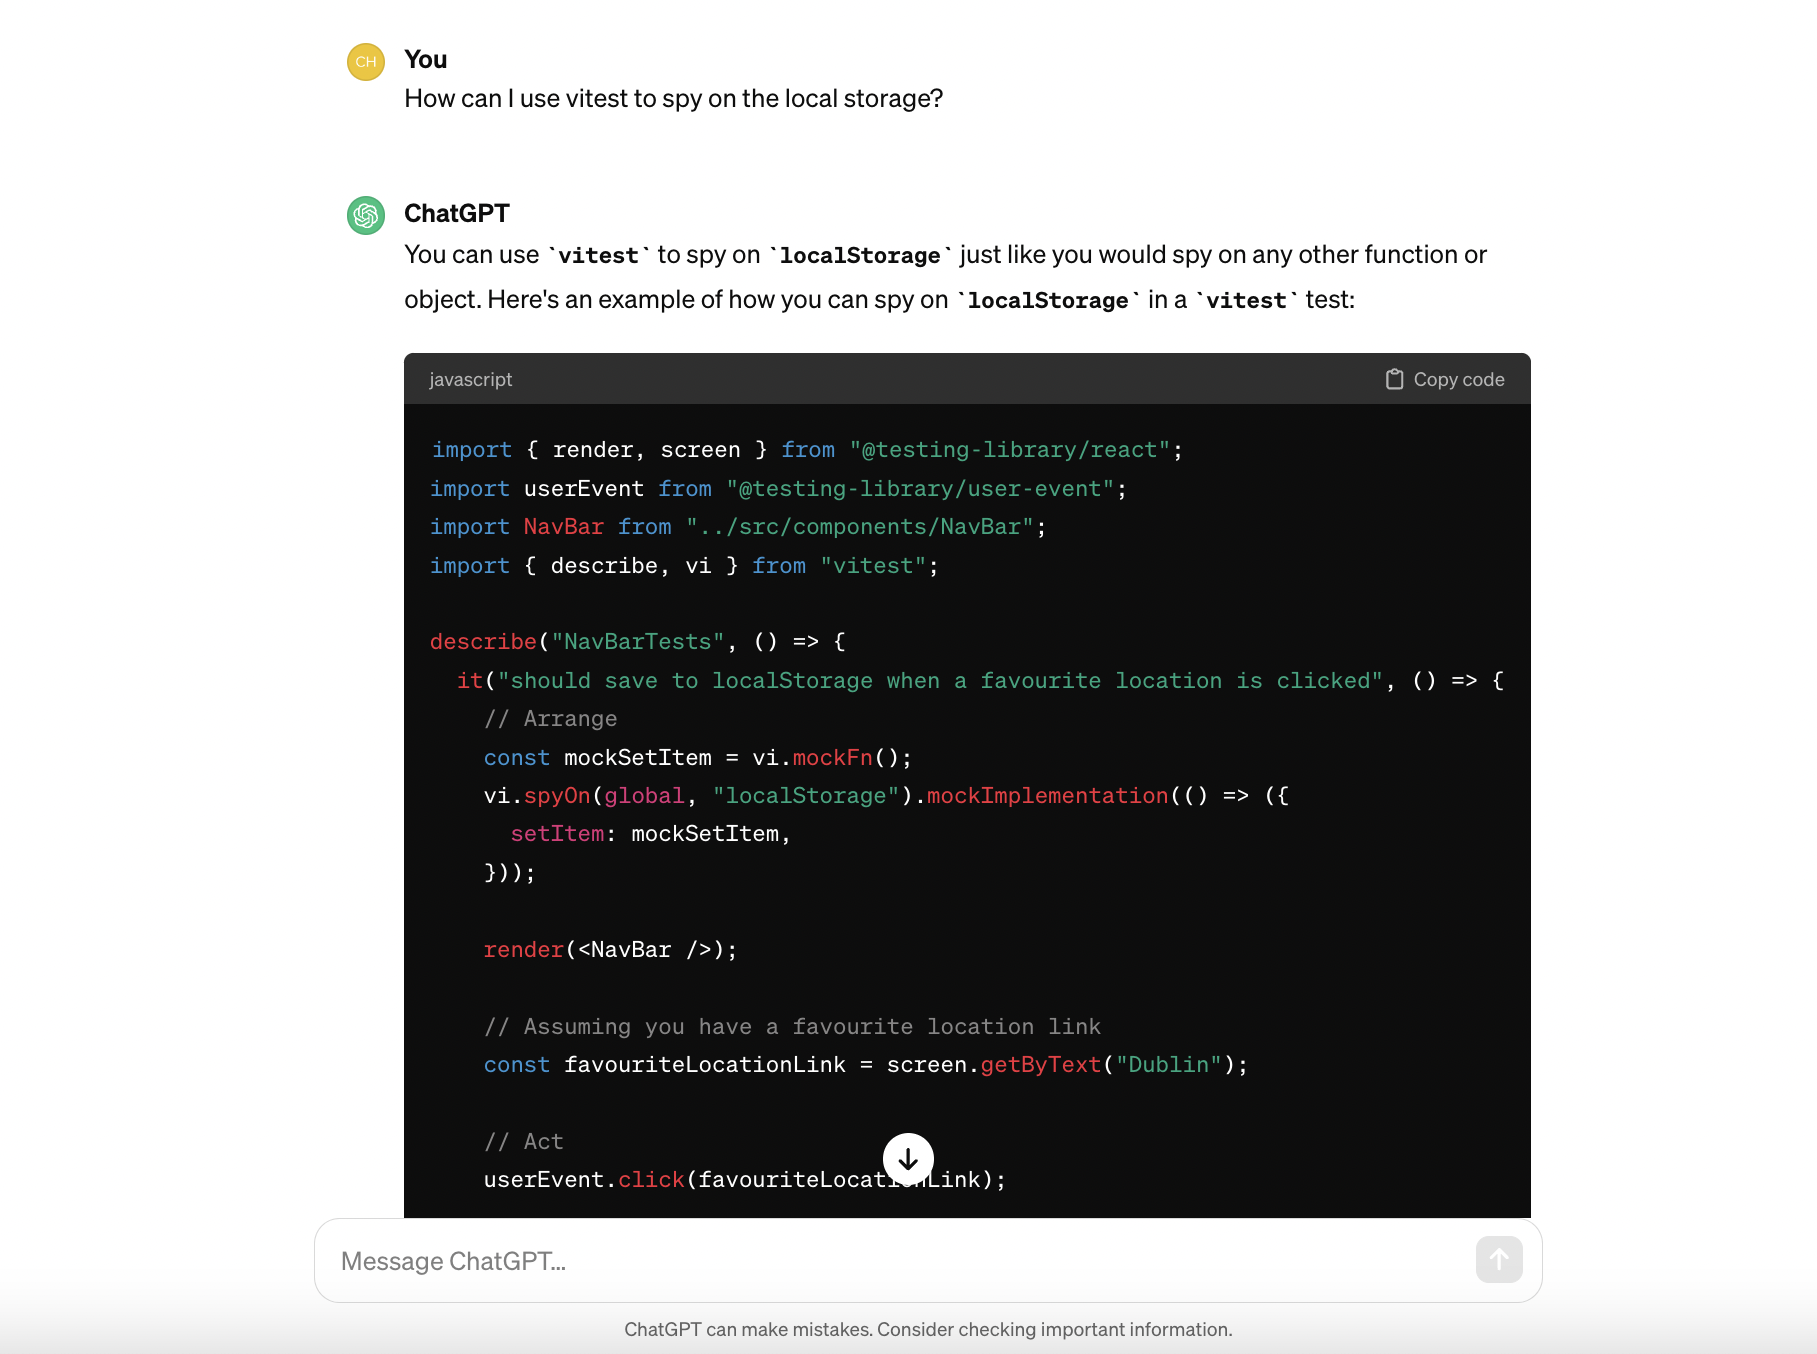 CH
You
How can I use vitest to spy on the local storage?
ChatGPT
You can use `vitest` to spy on `localStorage` just like you would spy on any other function or
object. Here's an example of how you can spy on `localStorage` in a `vitest` test:
javascript
Copy code
import { render, screen } from "@testing-library/react";
import userEvent from "@testing-library/user-event";
import NavBar from "../src/components/NavBar";
import { describe, vi } from "vitest";
describe("NavBarTests", () => {
  it("should save to localStorage when a favourite location is clicked", () => {
    // Arrange
    const mockSetItem = vi.mockFn();
    vi.spyOn(global, "localStorage").mockImplementation(() => ({
      setItem: mockSetItem,
    }));
    render(<NavBar />);
    // Assuming you have a favourite location link
    const favouriteLocationLink = screen.getByText("Dublin");
    // Act
    userEvent.click(favouriteLocationLink);
Message ChatGPT...
ChatGPT can make mistakes. Consider checking important information.